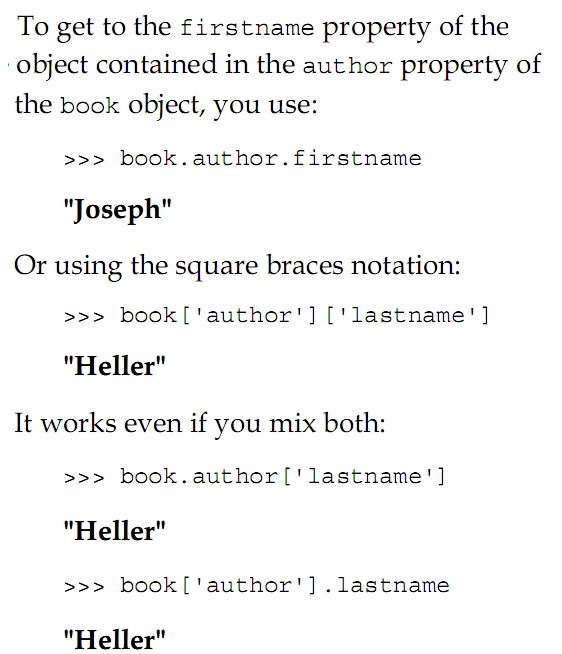 To get to the firstname property of the
object contained in the author property of
the book object, you use:
>>> book.author.firstname
"Joseph"
Or using the square braces notation:
>>> book['author']['lastname']
"Heller"
It works even if you mix both:
>>> book.author['lastname']
"Heller"
>>> book['author'].lastname
"Heller"